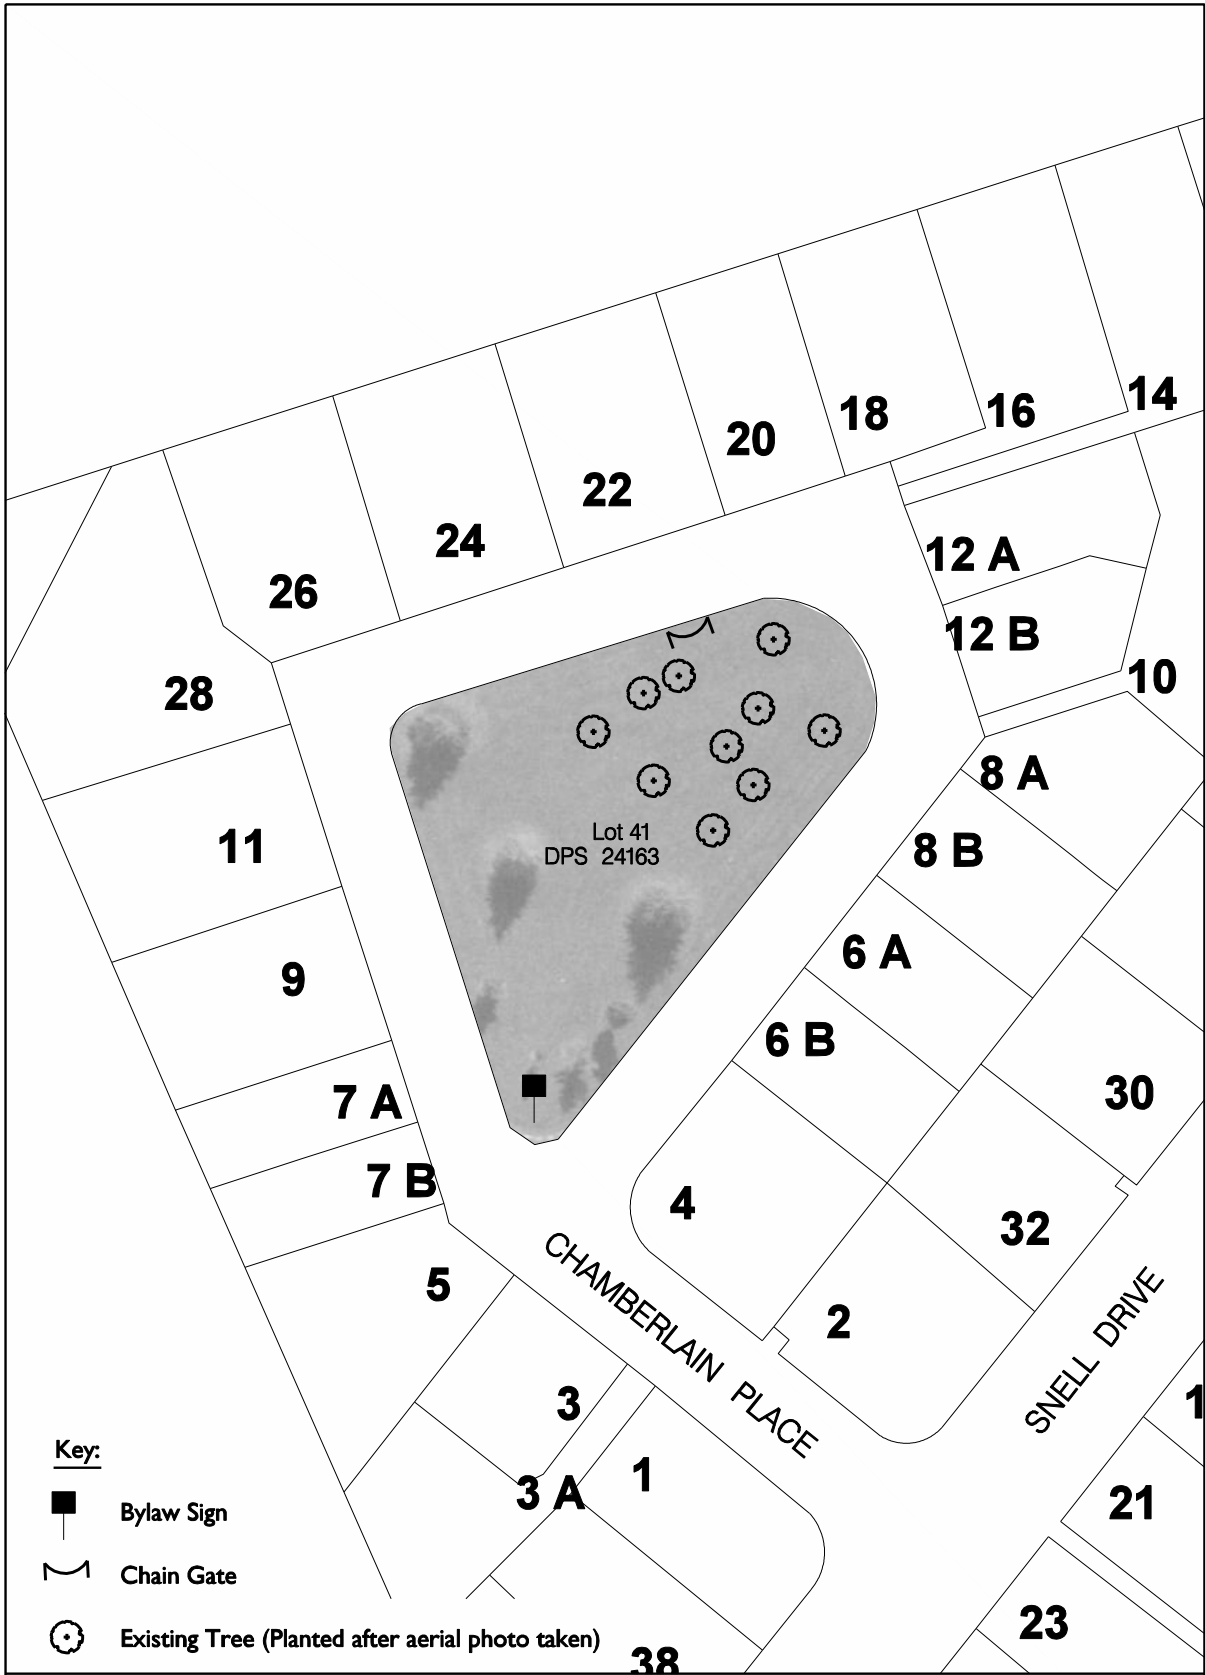 14
16
18
20
22
24
26
12 A
12 B
10
28
8 A
11
8 B
Lot 41
DPS 24163
6 A
9
6 B
30
7 A
7 B
4
32
5
CHAMBERLAIN PLACE
2
SNELL DRIVE
3
1
1
3 A
21
23
38
Key:
Bylaw Sign
Chain Gate
Existing Tree (Planted after aerial photo taken)